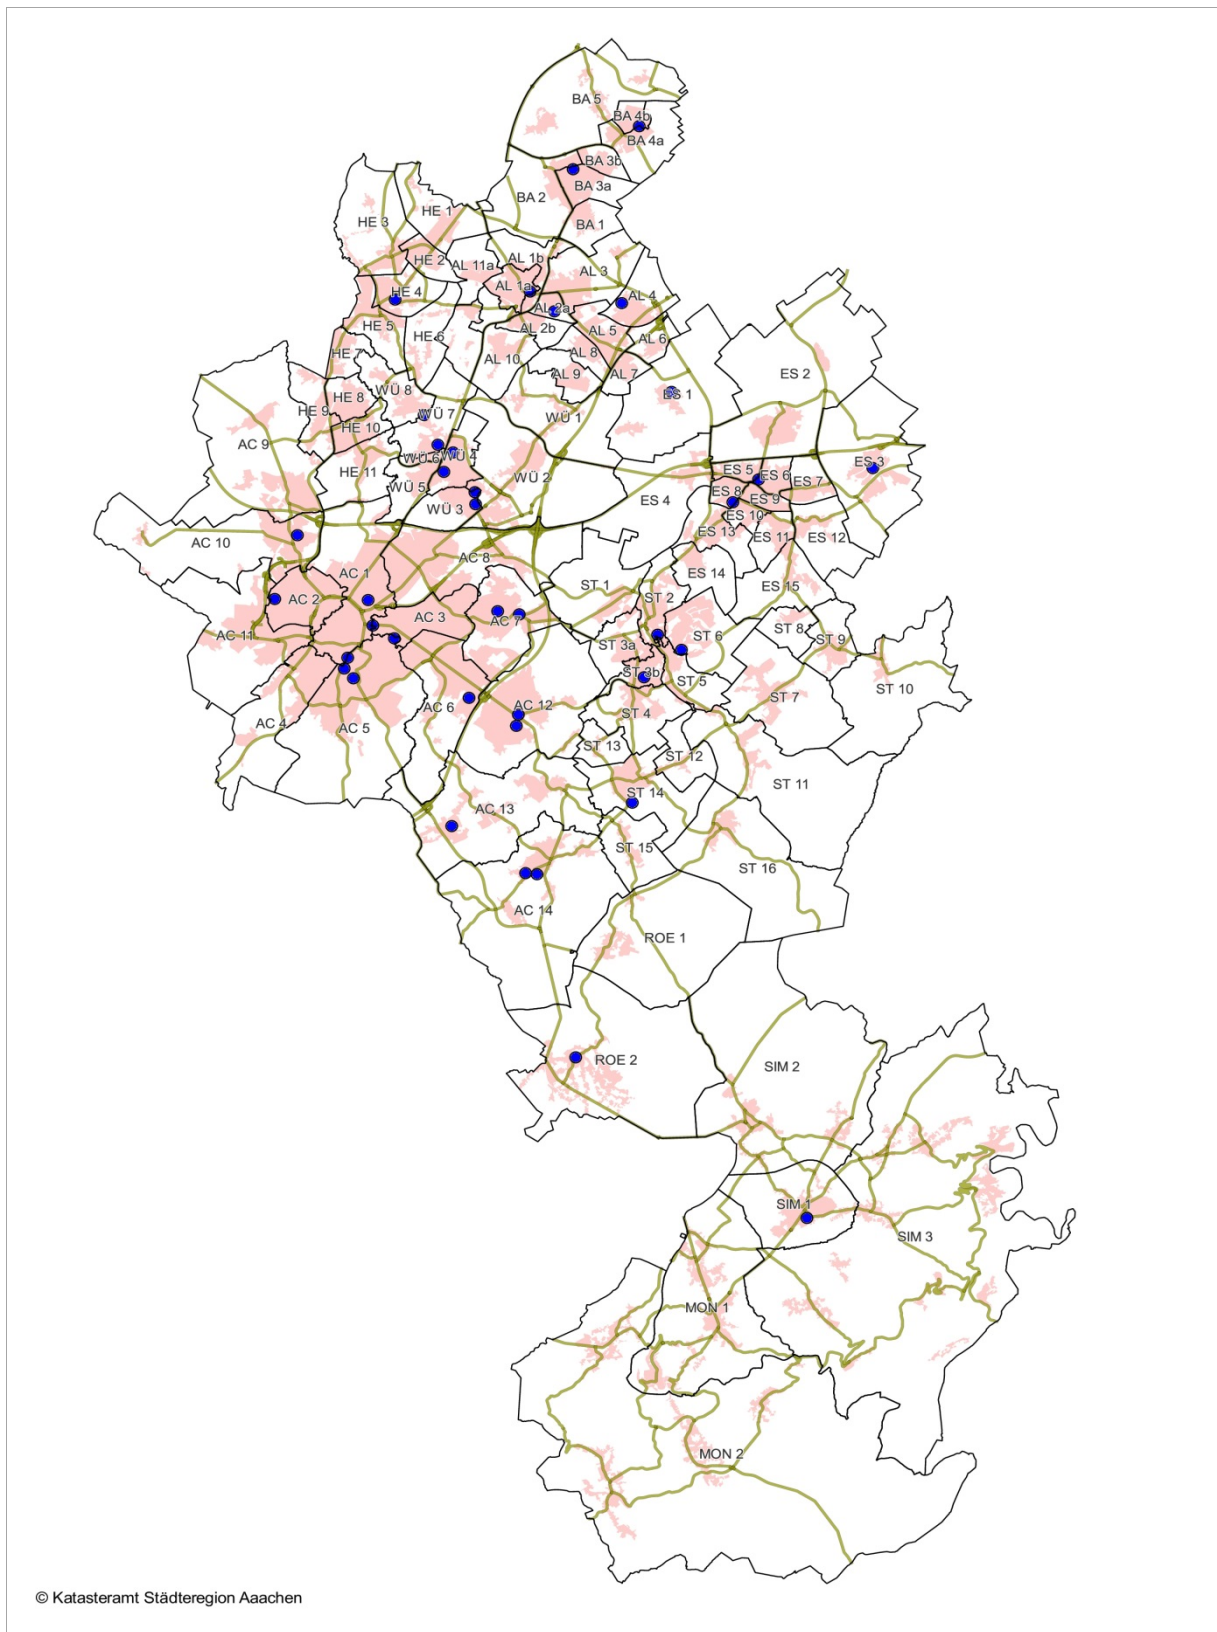 BA 5
BA 4b
BA 4a
BA 3b
BA 3a
BA 2
BA 1
HE 1
HE 3
HE 2
AL 11a
AL 1b
AL 3
AL 1a
HE 4
AL 4
AL 2a
HE 5
HE 6
AL 2b
AL 5
AL 6
HE 7
AL 10
AL 8
AL 9
AL 7
ES 2
WÜ 8
HE 8
ES 1
HE 9
WÜ 7
WÜ 1
HE 10
AC 9
WÜ 6
WÜ 4
HE 11
ES 3
ES 5
ES 6
WÜ 2
WÜ 5
ES 7
ES 8
ES 9
ES 4
WÜ 3
ES 10
ES 13
ES 11
ES 12
AC 10
AC 8
AC 1
ES 14
ES 15
ST 1
AC 2
ST 2
AC 3
AC 7
ST 8
AC 11
ST 6
ST 9
ST 3a
ST 3b
ST 5
ST 10
ST 7
AC 6
AC 12
ST 4
AC 4
AC 5
ST 13
ST 12
ST 11
ST 14
AC 13
ST 15
ST 16
AC 14
ROE 1
ROE 2
SIM 2
SIM 1
SIM 3
MON 1
MON 2
© Katasteramt Städteregion Aaachen